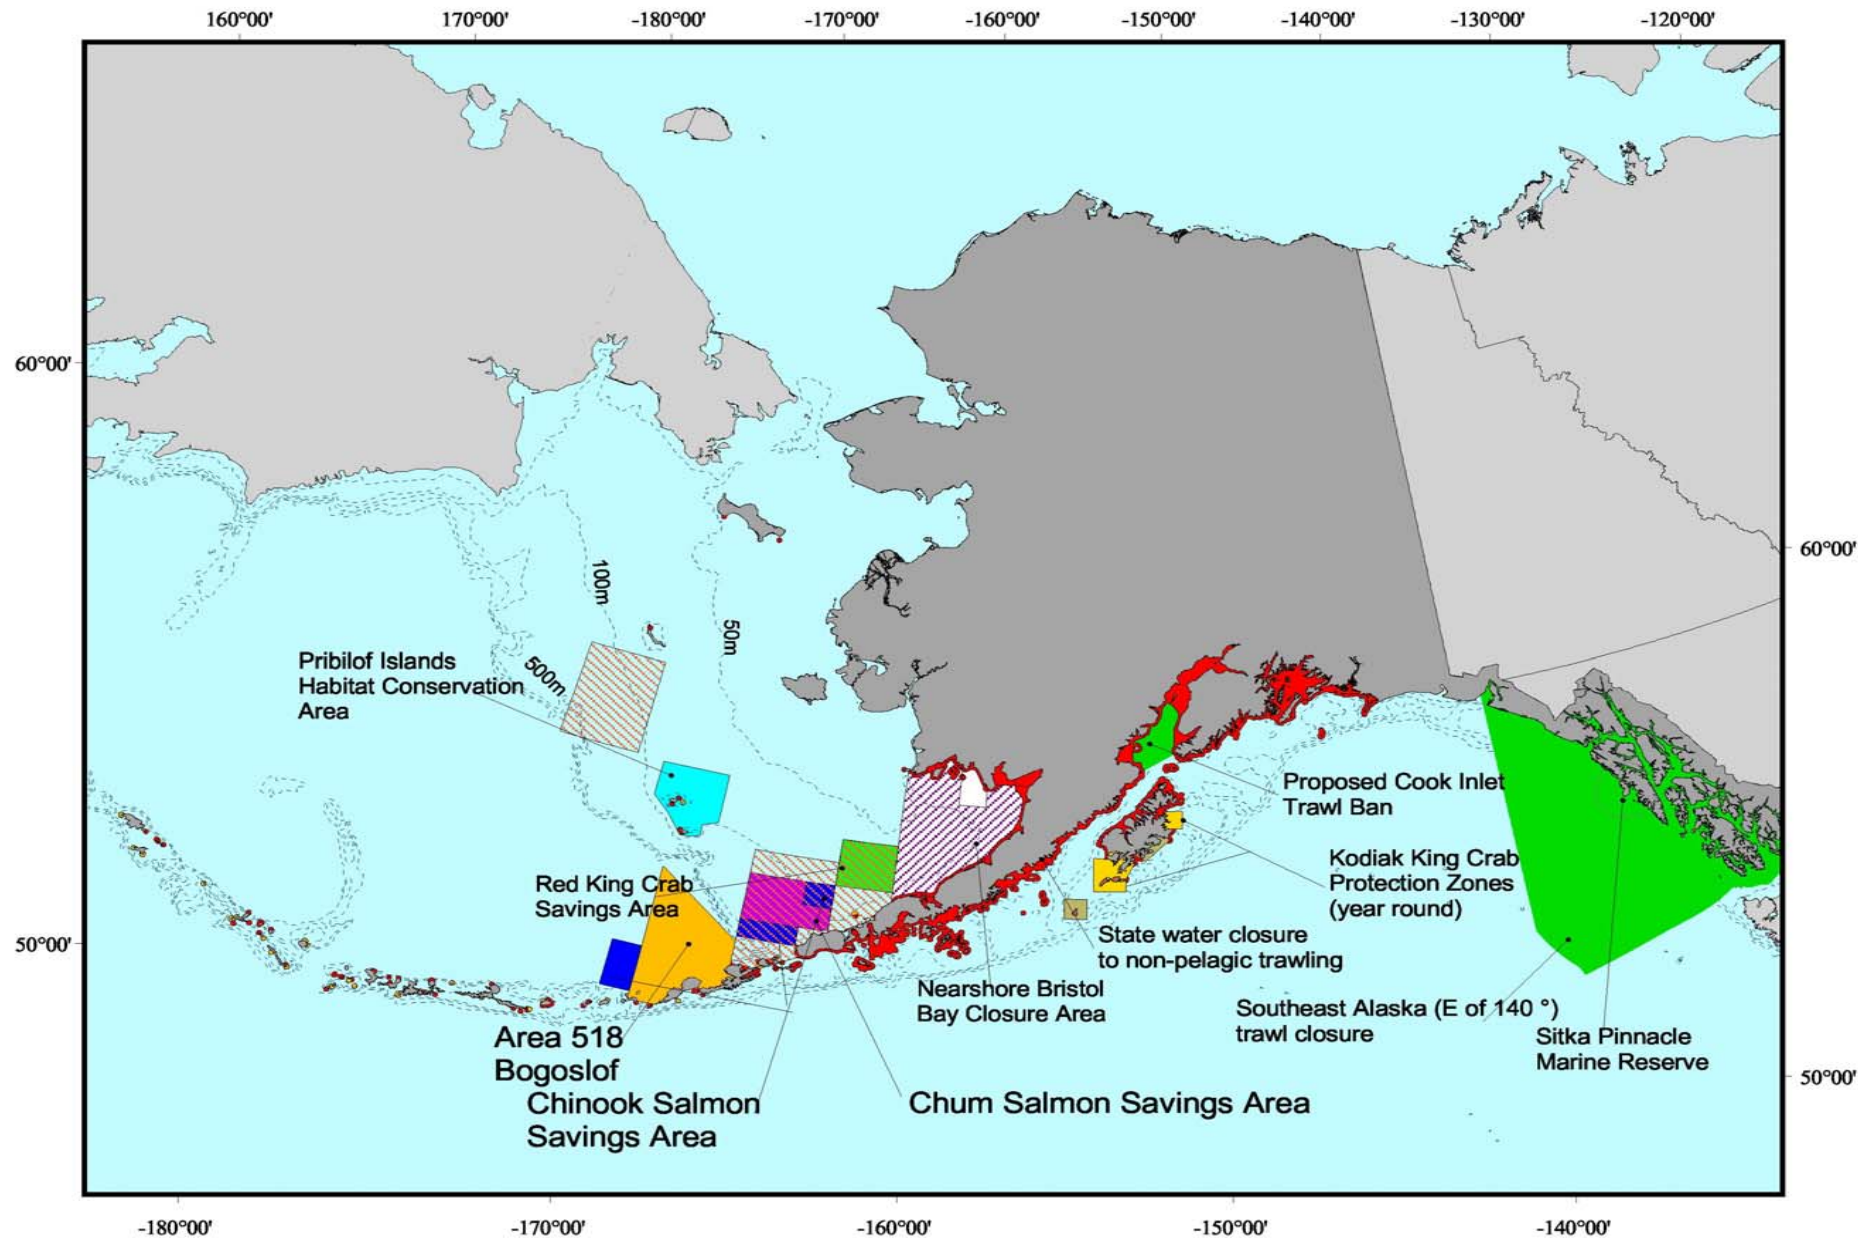 160°00' 170°00' -180°00' -170°00' -160°00' -150°00' -140°00' -130°00' -120°00'
60°00'
60°00'
100m
50m
500m
Pribilof Islands
Habitat Conservation
Area
Proposed Cook Inlet
Trawl Ban
Kodiak King Crab
Protection Zones
(year round)
Red King Crab
Savings Area
50°00'
State water closure
to non-pelagic trawling
Nearshore Bristol
Bay Closure Area
Southeast Alaska (E of 140 °)
trawl closure
Sitka Pinnacle
Marine Reserve
Area 518
Bogoslof
50°00'
Chinook Salmon
Savings Area
Chum Salmon Savings Area
-180°00' -170°00' -160°00' -150°00' -140°00'